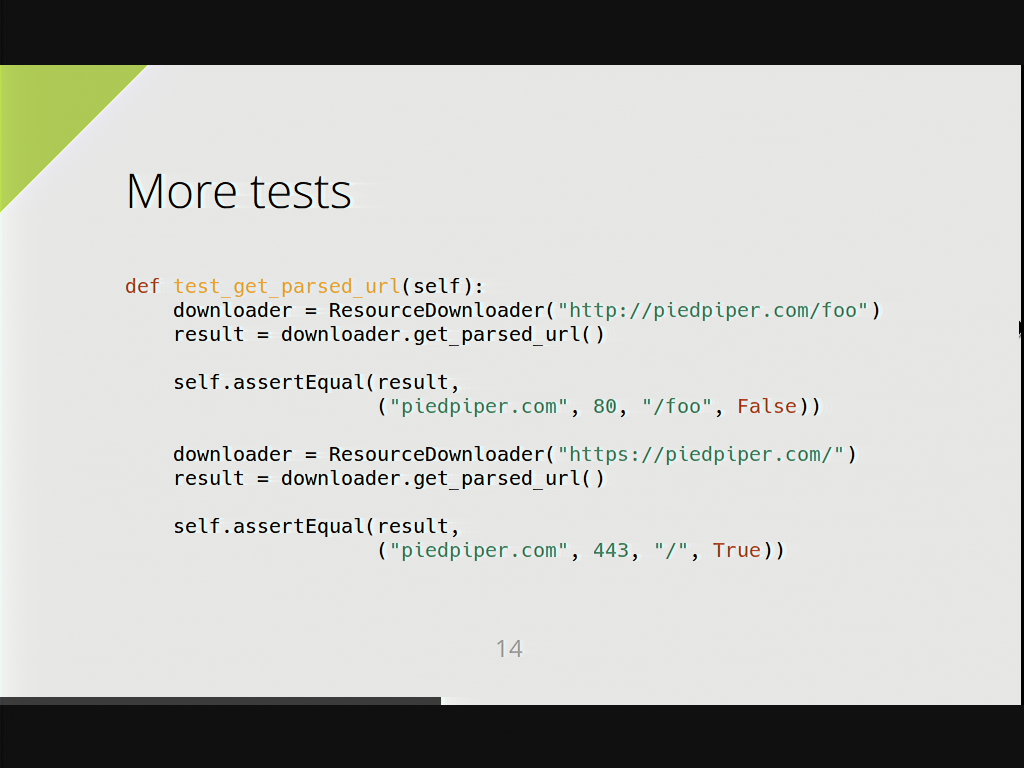 More tests
def test_get_parsed_url(self):
    downloader = ResourceDownloader("http://piedpiper.com/foo")
    result = downloader.get_parsed_url()
    self.assertEqual(result,
                     ("piedpiper.com", 80, "/foo", False))
    downloader = ResourceDownloader("https://piedpiper.com/")
    result = downloader.get_parsed_url()
    self.assertEqual(result,
                     ("piedpiper.com", 443, "/", True))
14